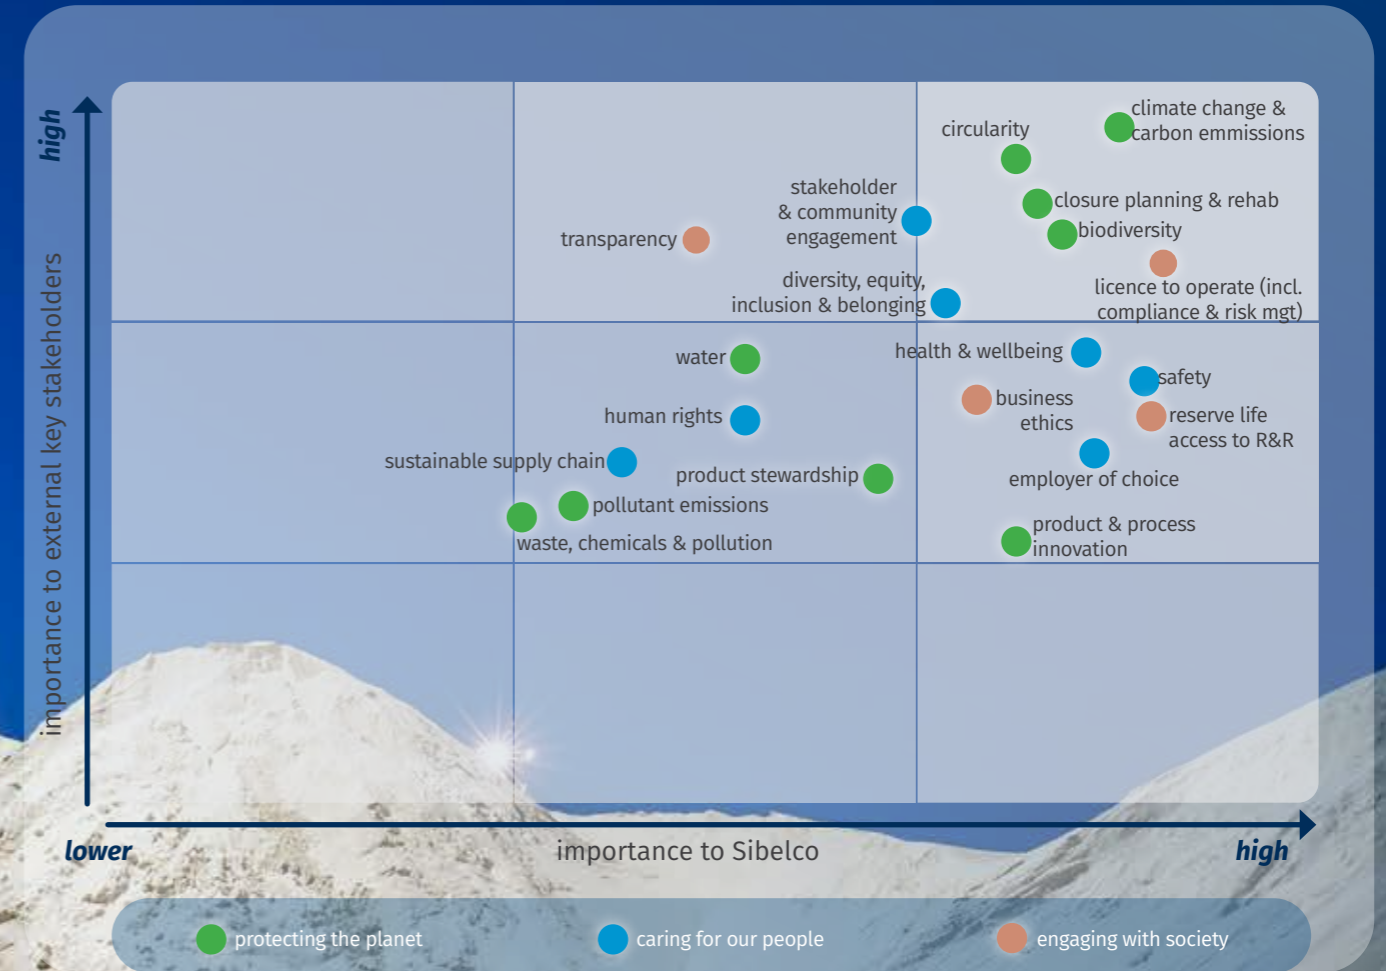 high
importance to external key stakeholders
climate change &
carbon emmissions
circularity
closure planning & rehab
biodiversity
stakeholder
& community
engagement
transparency
licence to operate (incl.
compliance & risk mgt)
diversity, equity,
inclusion & belonging
water
health & wellbeing
safety
business
ethics
reserve life
access to R&R
human rights
sustainable supply chain
product stewardship
employer of choice
pollutant emissions
waste, chemicals & pollution
product & process
innovation
lower
importance to Sibelco
high
protecting the planet
caring for our people
engaging with society